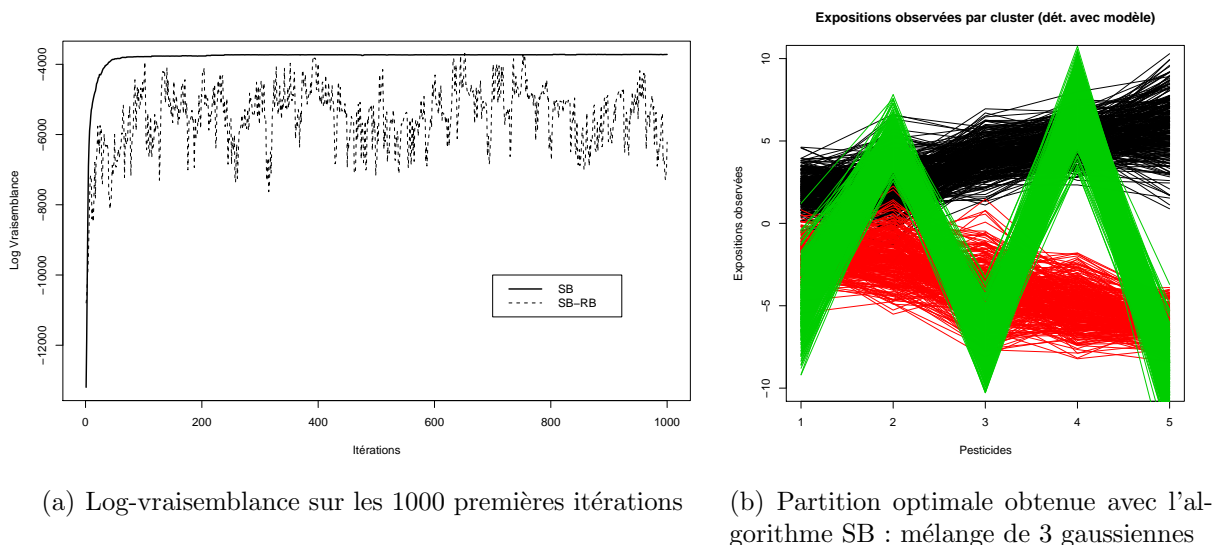 Expositions observées par cluster (dét. avec modèle)
Log Vraisemblance
−4000
−6000
−8000
−10000
−12000
SB
SB−RB
0
200
400
600
800
1000
Itérations
Expositions observées
10
5
0
−5
−10
1
2
3
4
5
Pesticides
(a) Log-vraisemblance sur les 1000 premières itérations
(b) Partition optimale obtenue avec l'al-
gorithme SB : mélange de 3 gaussiennes